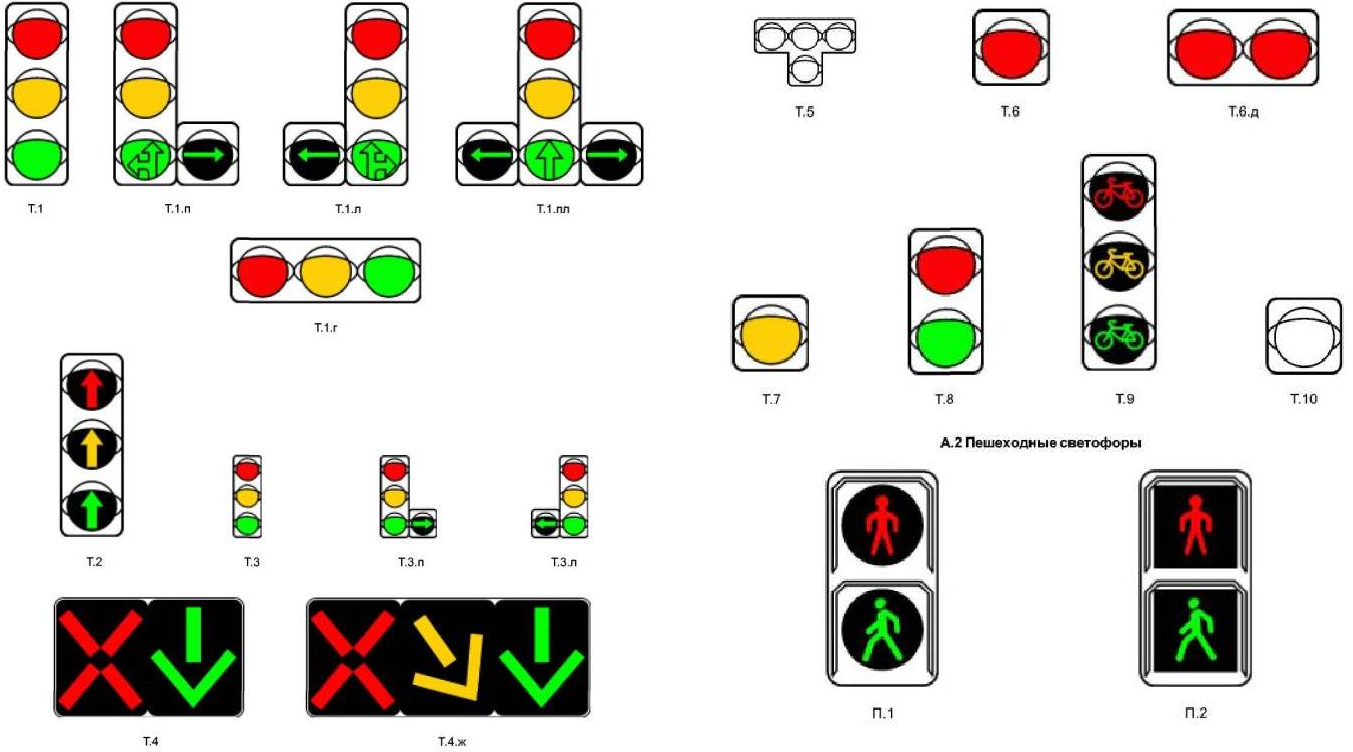 Т.1
Т.1.п
Т.1.л
Т.1.пл
Т.1.г
Т.2
Т.3
Т.3.п
Т.3.л
Т.4
Т.4.ж
Т.5
Т.6
Т.6.д
Т.7
Т.8
Т.9
Т.10
А.2 Пешеходные светофоры
П.1
П.2